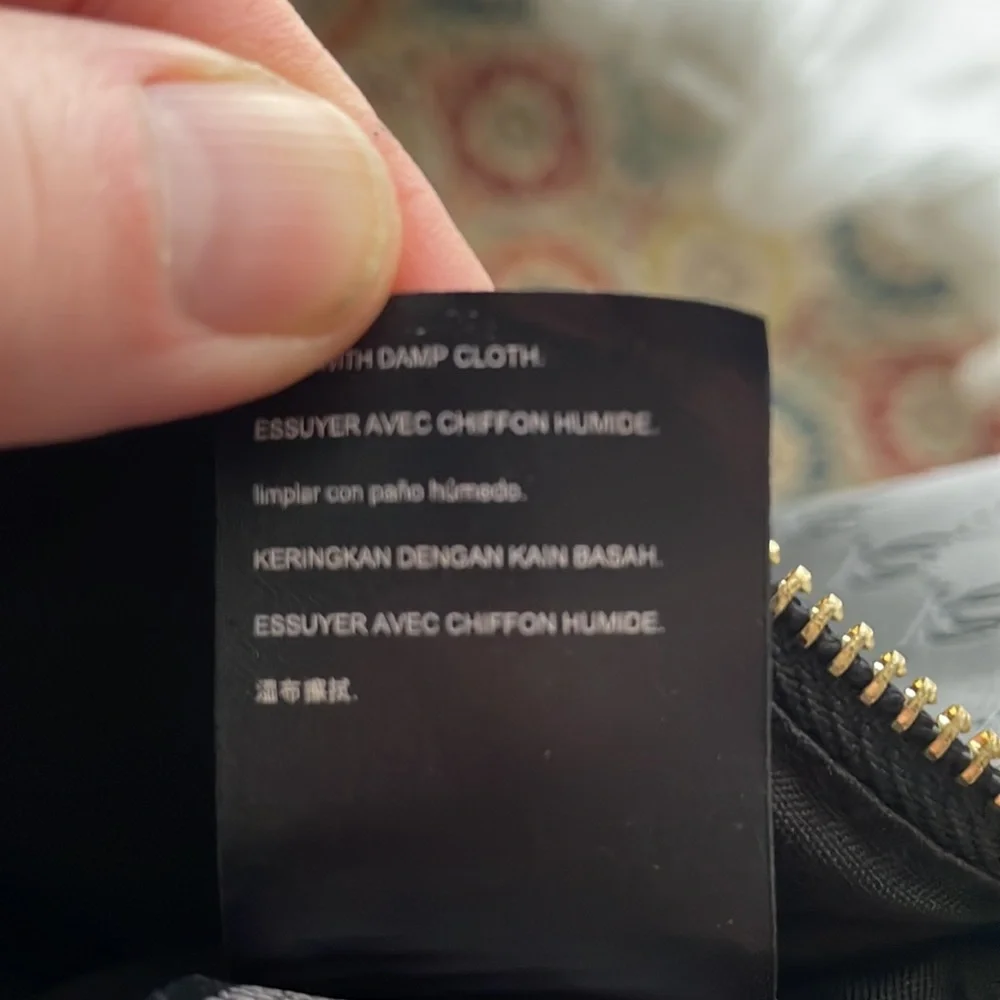 WITH DAMP CLOTH.
ESSUYER AVEC CHIFFON HUMIDE.
limpiar con paño húmedo.
KERINGKAN DENGAN KAIN BASAH.
ESSUYER AVEC CHIFFON HUMIDE.
湿布擦拭.